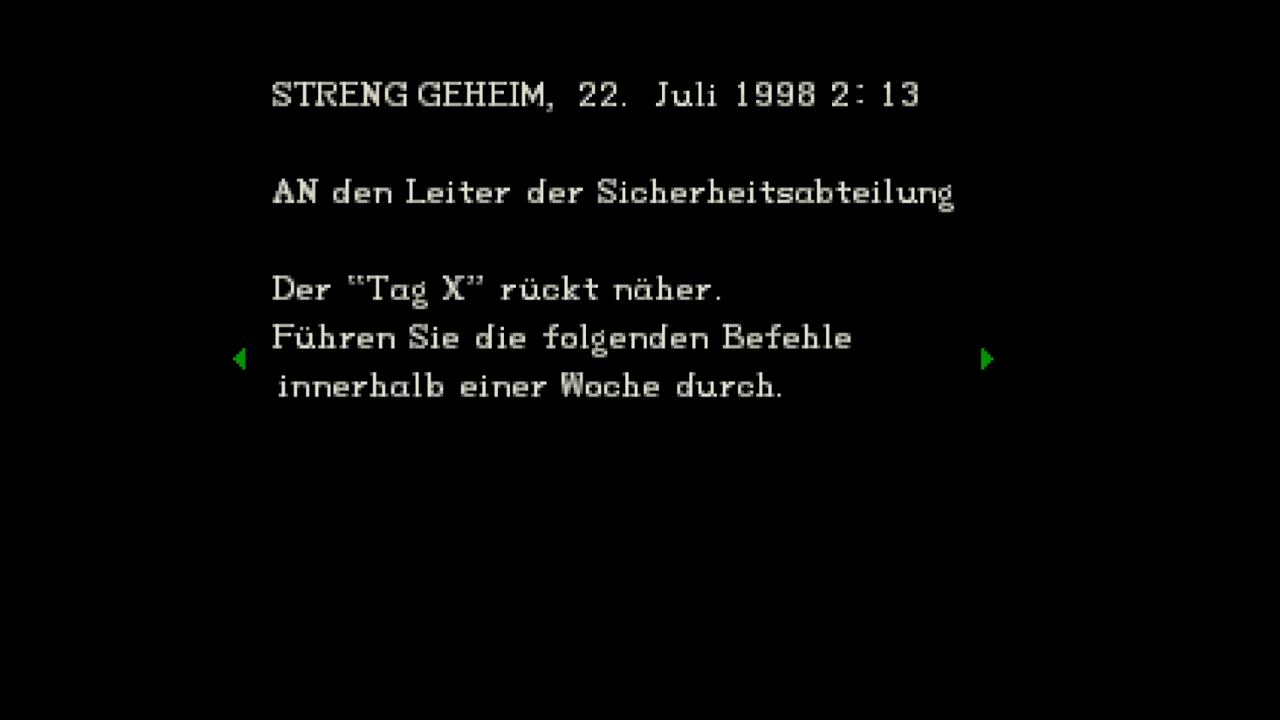 STRENG GEHEIM, 22. Juli 1998 2: 13
AN den Leiter der Sicherheitsabteilung
Der “Tag X” rückt näher.
Führen Sie die folgenden Befehle
innerhalb einer Woche durch.